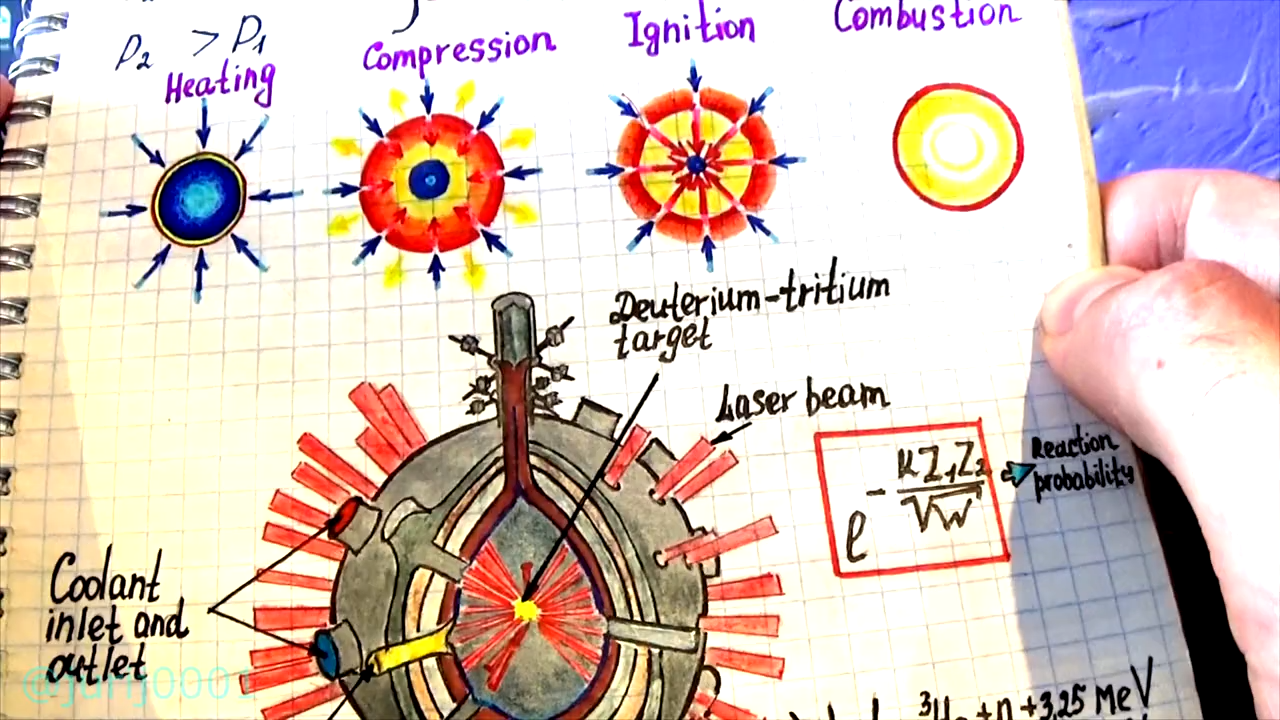 P₂ > P₁
Heating
Compression
Ignition
Combustion
Deuterium-tritium
target
Laser beam
e^(-kZ₁Z₂/√W)
Reaction
probability
Coolant
inlet and
outlet
@jurij0001
+n+3,25 MeV